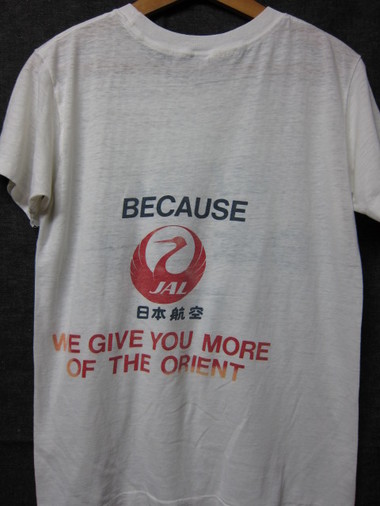 BECAUSE
JAL
日本航空
WE GIVE YOU MORE
OF THE ORIENT